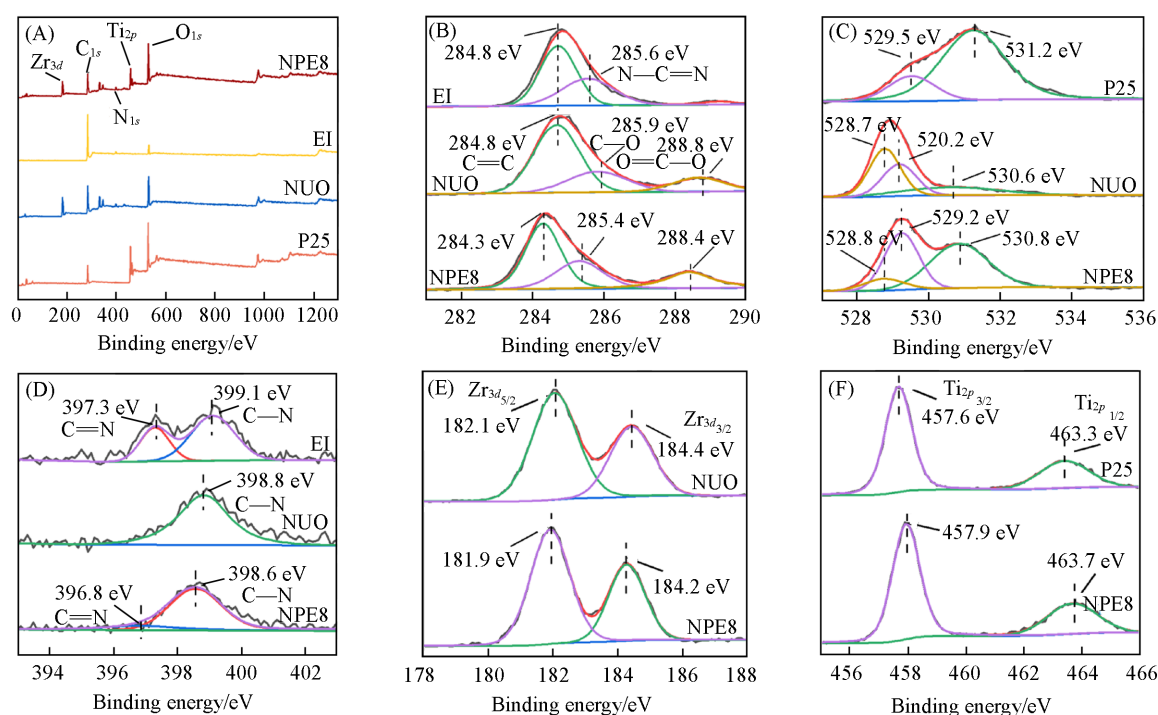 (A)
Zr3d
C1s
Ti2p
O1s
N1s
NPE8
EI
NUO
P25
0 200 400 600 800 1000 1200
Binding energy/eV
(B)
284.8 eV
285.6 eV
N—C=N
EI
284.8 eV
C=C
285.9 eV
C—O
O=C—O
288.8 eV
NUO
284.3 eV
285.4 eV
288.4 eV
NPE8
282 284 286 288 290
Binding energy/eV
(C)
529.5 eV
531.2 eV
P25
528.7 eV
520.2 eV
530.6 eV
NUO
528.8 eV
529.2 eV
530.8 eV
NPE8
528 530 532 534 536
Binding energy/eV
(D)
397.3 eV
C=N
399.1 eV
C—N
EI
398.8 eV
C—N
NUO
396.8 eV
C=N
398.6 eV
C—N
NPE8
394 396 398 400 402
Binding energy/eV
(E)
Zr3d5/2
182.1 eV
Zr3d3/2
184.4 eV
NUO
181.9 eV
184.2 eV
NPE8
178 180 182 184 186 188
Binding energy/eV
(F)
Ti2p 3/2
457.6 eV
Ti2p 1/2
463.3 eV
P25
457.9 eV
463.7 eV
NPE8
455 458 460 462 464 466
Binding energy/eV